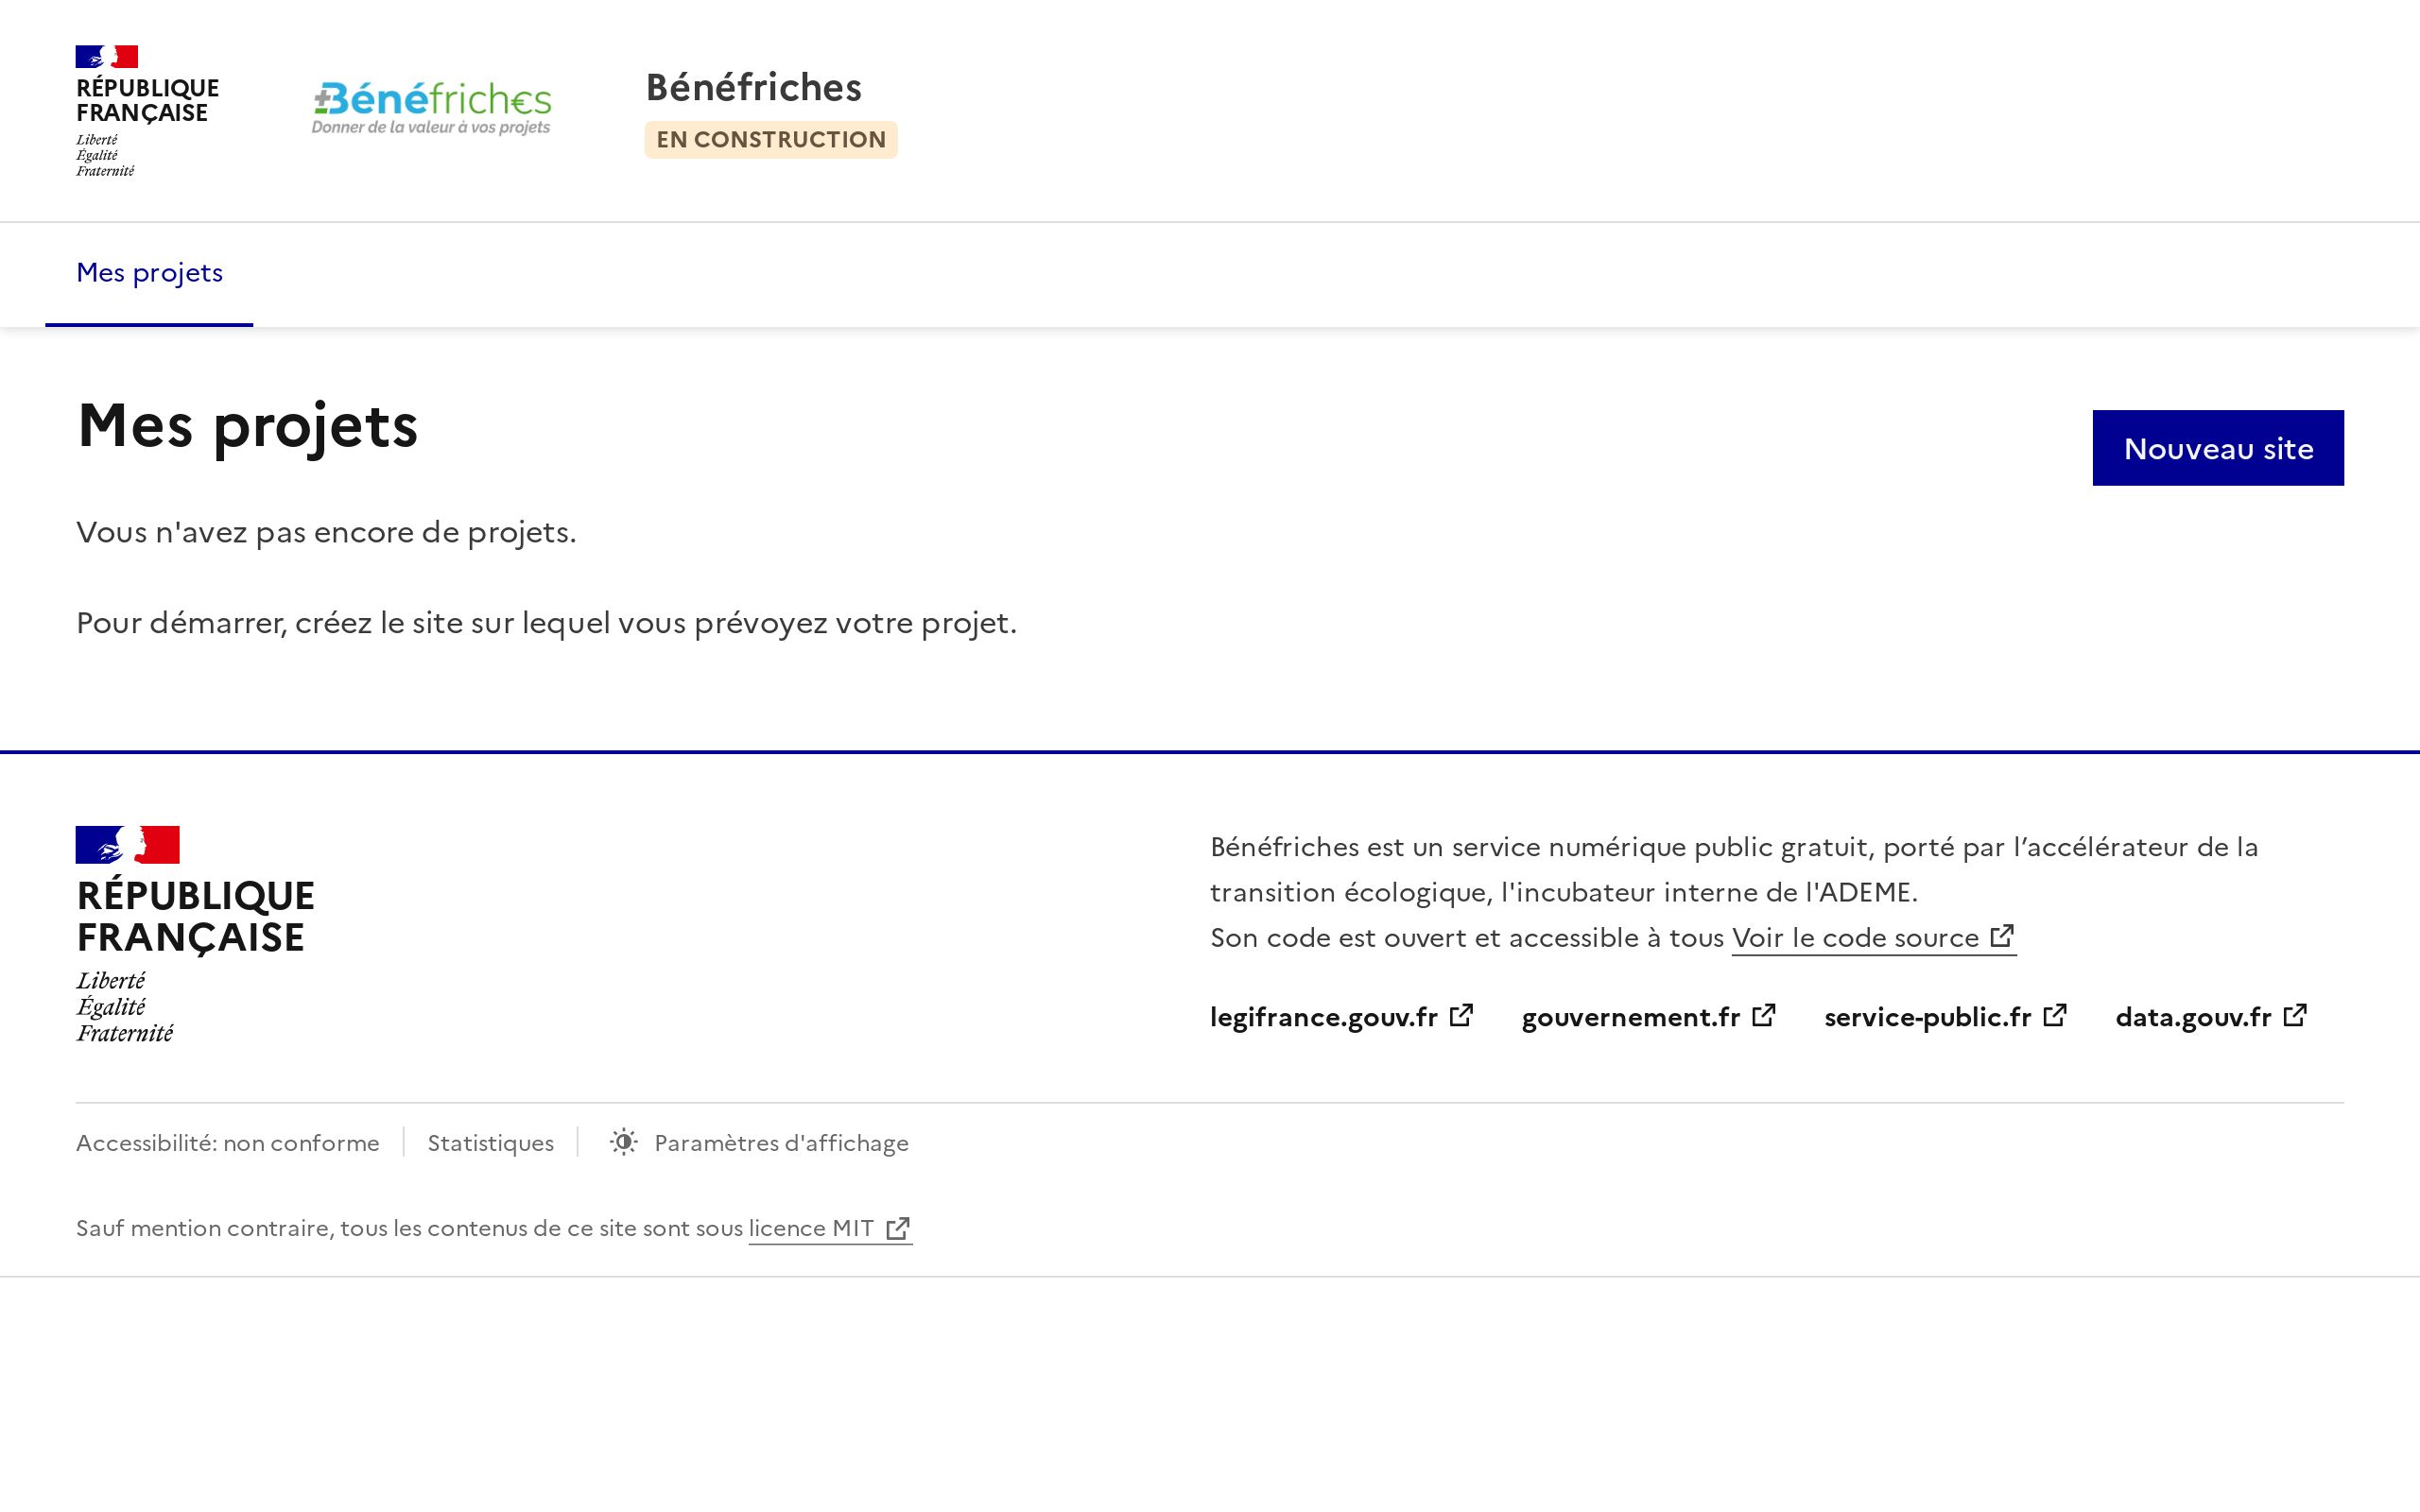 RÉPUBLIQUE
FRANÇAISE
Liberté
Égalité
Fraternité
Bénéfrich€s
Donner de la valeur à vos projets
Bénéfriches
EN CONSTRUCTION
Mes projets
Mes projets
Nouveau site
Vous n'avez pas encore de projets.
Pour démarrer, créez le site sur lequel vous prévoyez votre projet.
RÉPUBLIQUE
FRANÇAISE
Liberté
Égalité
Fraternité
Bénéfriches est un service numérique public gratuit, porté par l’accélérateur de la
transition écologique, l'incubateur interne de l'ADEME.
Son code est ouvert et accessible à tous Voir le code source
legifrance.gouv.fr gouvernement.fr service-public.fr data.gouv.fr
Accessibilité: non conforme Statistiques Paramètres d'affichage
Sauf mention contraire, tous les contenus de ce site sont sous licence MIT